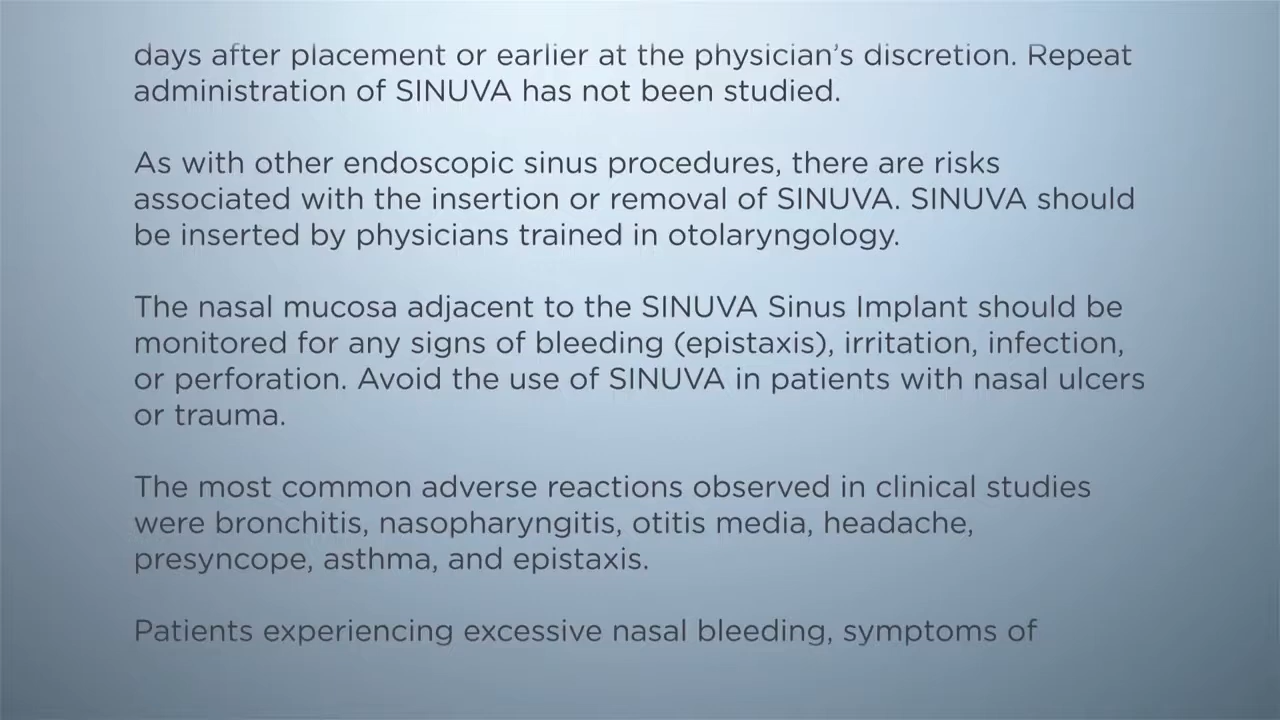 days after placement or earlier at the physician’s discretion. Repeat
administration of SINUVA has not been studied.
As with other endoscopic sinus procedures, there are risks
associated with the insertion or removal of SINUVA. SINUVA should
be inserted by physicians trained in otolaryngology.
The nasal mucosa adjacent to the SINUVA Sinus Implant should be
monitored for any signs of bleeding (epistaxis), irritation, infection,
or perforation. Avoid the use of SINUVA in patients with nasal ulcers
or trauma.
The most common adverse reactions observed in clinical studies
were bronchitis, nasopharyngitis, otitis media, headache,
presyncope, asthma, and epistaxis.
Patients experiencing excessive nasal bleeding, symptoms of